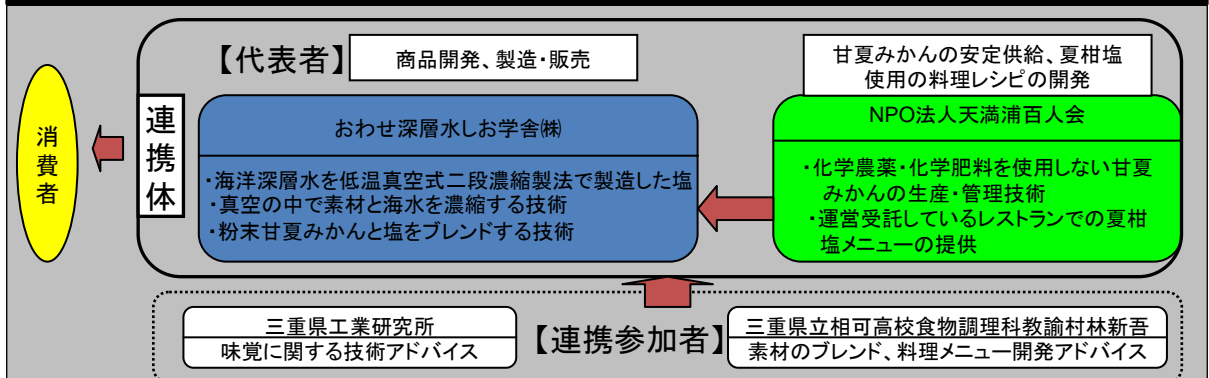 【代表者】
商品開発、製造・販売
甘夏みかんの安定供給、夏柑塩
使用の料理レシピの開発
消費者
連携体
おわせ深層水しお学舎㈱
・海洋深層水を低温真空式二段濃縮製法で製造した塩
・真空の中で素材と海水を濃縮する技術
・粉末甘夏みかんと塩をブレンドする技術
NPO法人天満浦百人会
・化学農薬・化学肥料を使用しない甘夏
みかんの生産・管理技術
・運営受託しているレストランでの夏柑
塩メニューの提供
三重県工業研究所
味覚に関する技術アドバイス
【連携参加者】
三重県立相可高校食物調理科教諭村林新吾
素材のブレンド、料理メニュー開発アドバイス